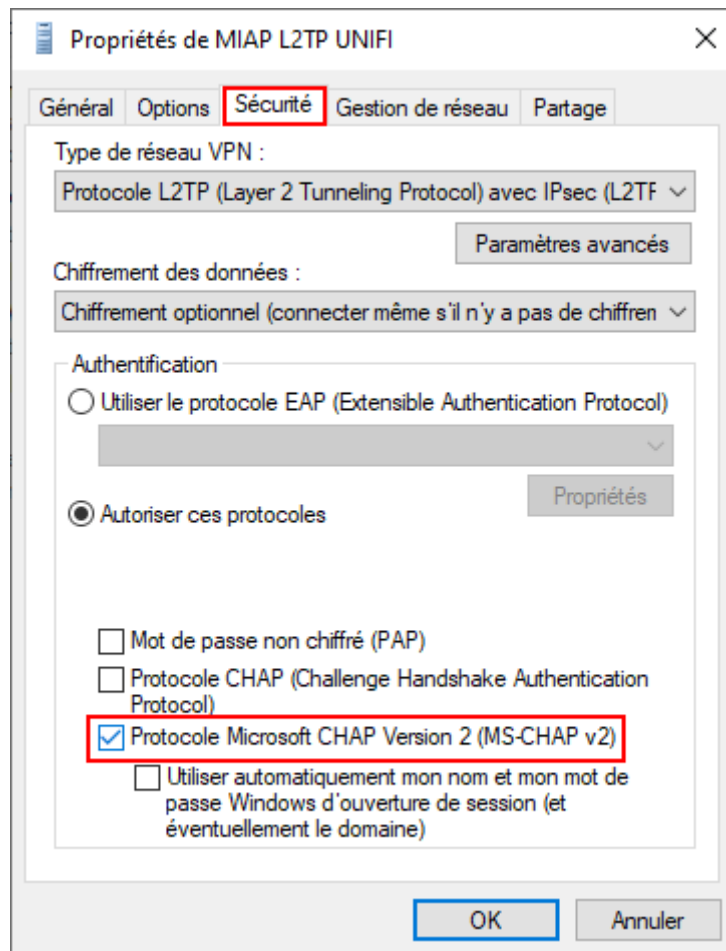 Propriétés de MIAP L2TP UNIFI
Général Options Sécurité Gestion de réseau Partage
Type de réseau VPN :
Protocole L2TP (Layer 2 Tunneling Protocol) avec IPsec (L2TF
Paramètres avancés
Chiffrement des données :
Chiffrement optionnel (connecter même s'il n'y a pas de chiffren
Authentification
Utiliser le protocole EAP (Extensible Authentication Protocol)
Propriétés
Autoriser ces protocoles
Mot de passe non chiffré (PAP)
Protocole CHAP (Challenge Handshake Authentication
Protocol)
Protocole Microsoft CHAP Version 2 (MS-CHAP v2)
Utiliser automatiquement mon nom et mon mot de
passe Windows d'ouverture de session (et
éventuellement le domaine)
OK Annuler